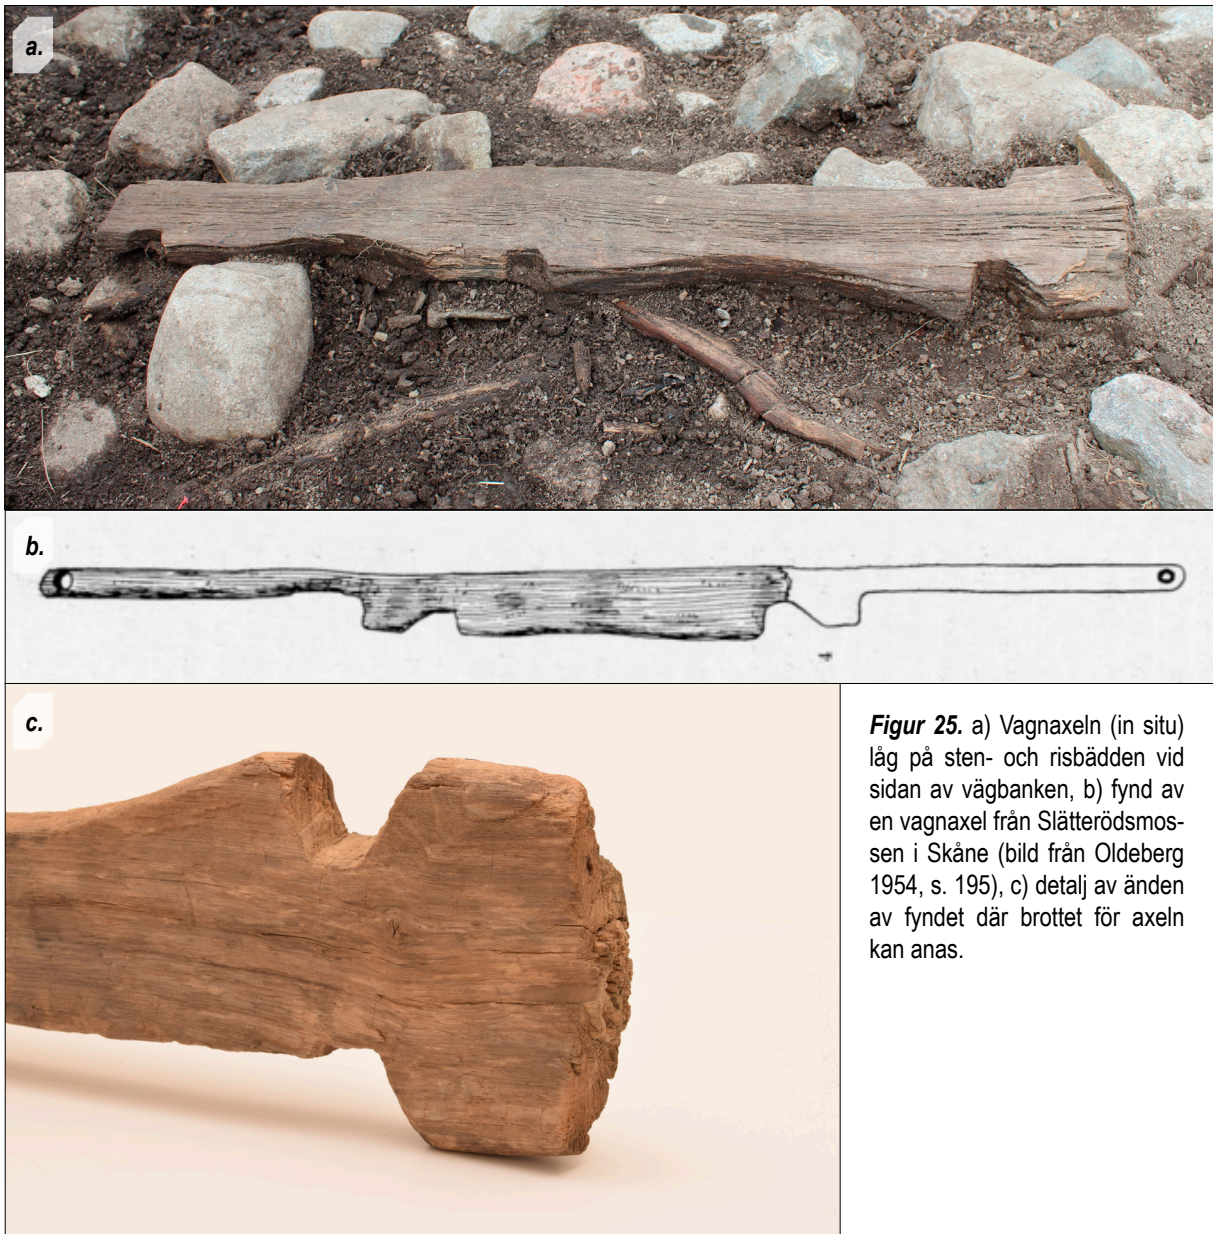 a.
b.
4
c.
Figur 25. a) Vagnaxeln (in situ)
låg på sten- och risbädden vid
sidan av vägbanken, b) fynd av
en vagnaxel från Slätterödsmos-
sen i Skåne (bild från Oldeberg
1954, s. 195), c) detalj av änden
av fyndet där brottet för axeln
kan anas.